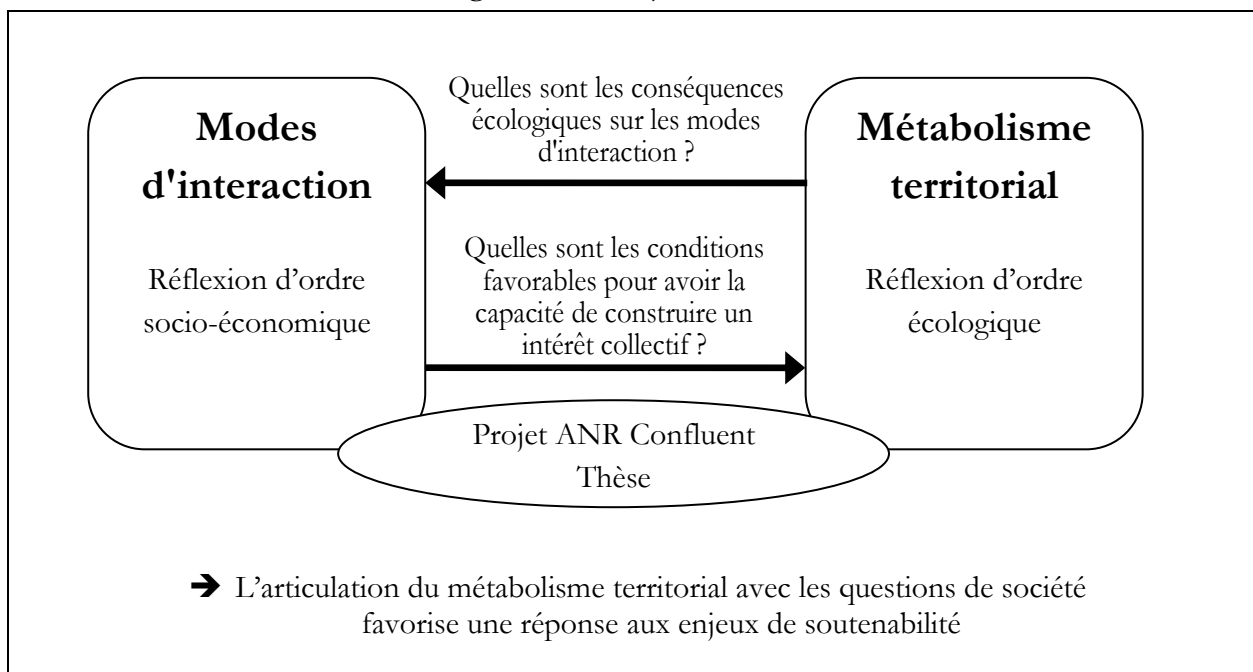 Modes
d'interaction
Réflexion d'ordre
socio-économique
Quelles sont les conséquences
écologiques sur les modes
d'interaction ?
Quelles sont les conditions
favorables pour avoir la
capacité de construire un
intérêt collectif ?
Métabolisme
territorial
Réflexion d'ordre
écologique
Projet ANR Confluent
Thèse
➔ L'articulation du métabolisme territorial avec les questions de société
favorise une réponse aux enjeux de soutenabilité